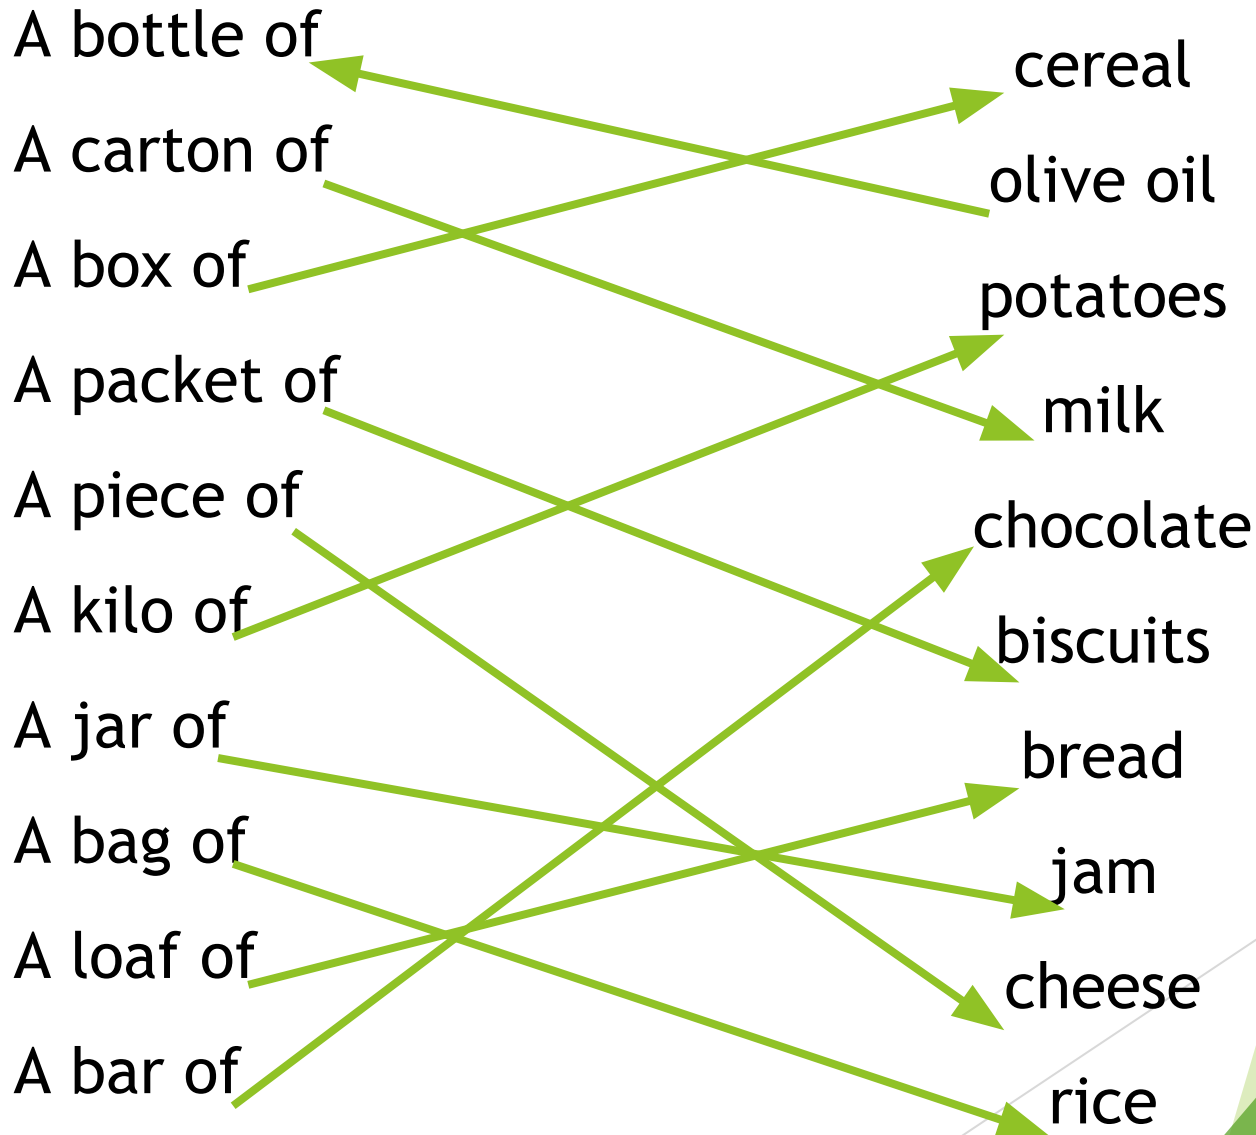 A bottle of
A carton of
A box of
A packet of
A piece of
A kilo of
A jar of
A bag of
A loaf of
A bar of
cereal
olive oil
potatoes
milk
chocolate
biscuits
bread
jam
cheese
rice